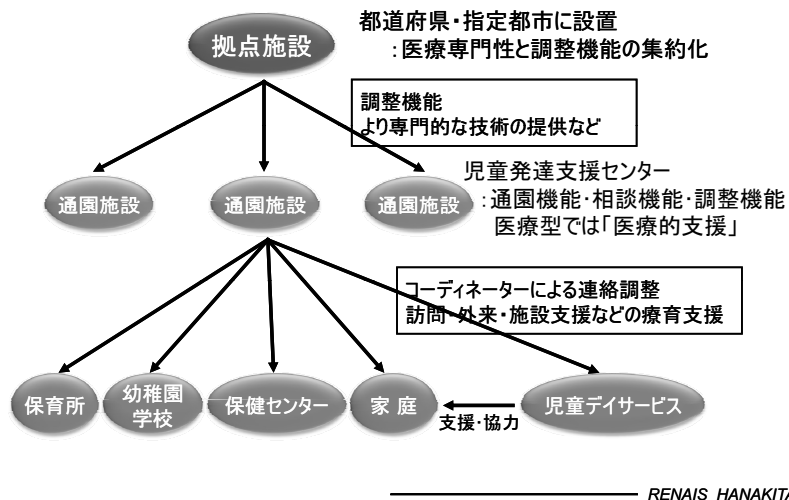 拠点施設
都道府県・指定都市に設置
:医療専門性と調整機能の集約化
調整機能
より専門的な技術の提供など
児童発達支援センター
:通園機能・相談機能・調整機能
医療型では「医療的支援」
通園施設
通園施設
通園施設
コーディネーターによる連絡調整
訪問・外来・施設支援などの療育支援
保育所
幼稚園
学校
保健センター
家庭
支援・協力
児童デイサービス
RENAIS HANAKITA